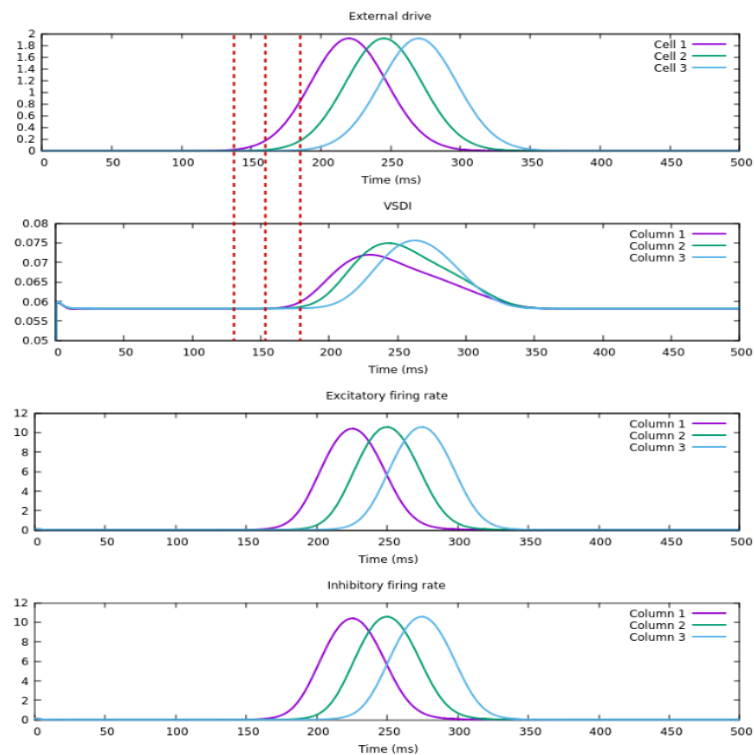 External drive
2
1.8
1.6
1.4
1.2
1
0.8
0.6
0.4
0.2
0
Cell 1
Cell 2
Cell 3
0 50 100 150 200 250 300 350 400 450 500
Time (ms)
VSDI
0.08
0.075
0.07
0.065
0.06
0.055
0.05
Column 1
Column 2
Column 3
0 50 100 150 200 250 300 350 400 450 500
Time (ms)
Excitatory firing rate
12
10
8
6
4
2
0
Column 1
Column 2
Column 3
0 50 100 150 200 250 300 350 400 450 500
Time (ms)
Inhibitory firing rate
12
10
8
6
4
2
0
Column 1
Column 2
Column 3
0 50 100 150 200 250 300 350 400 450 500
Time (ms)